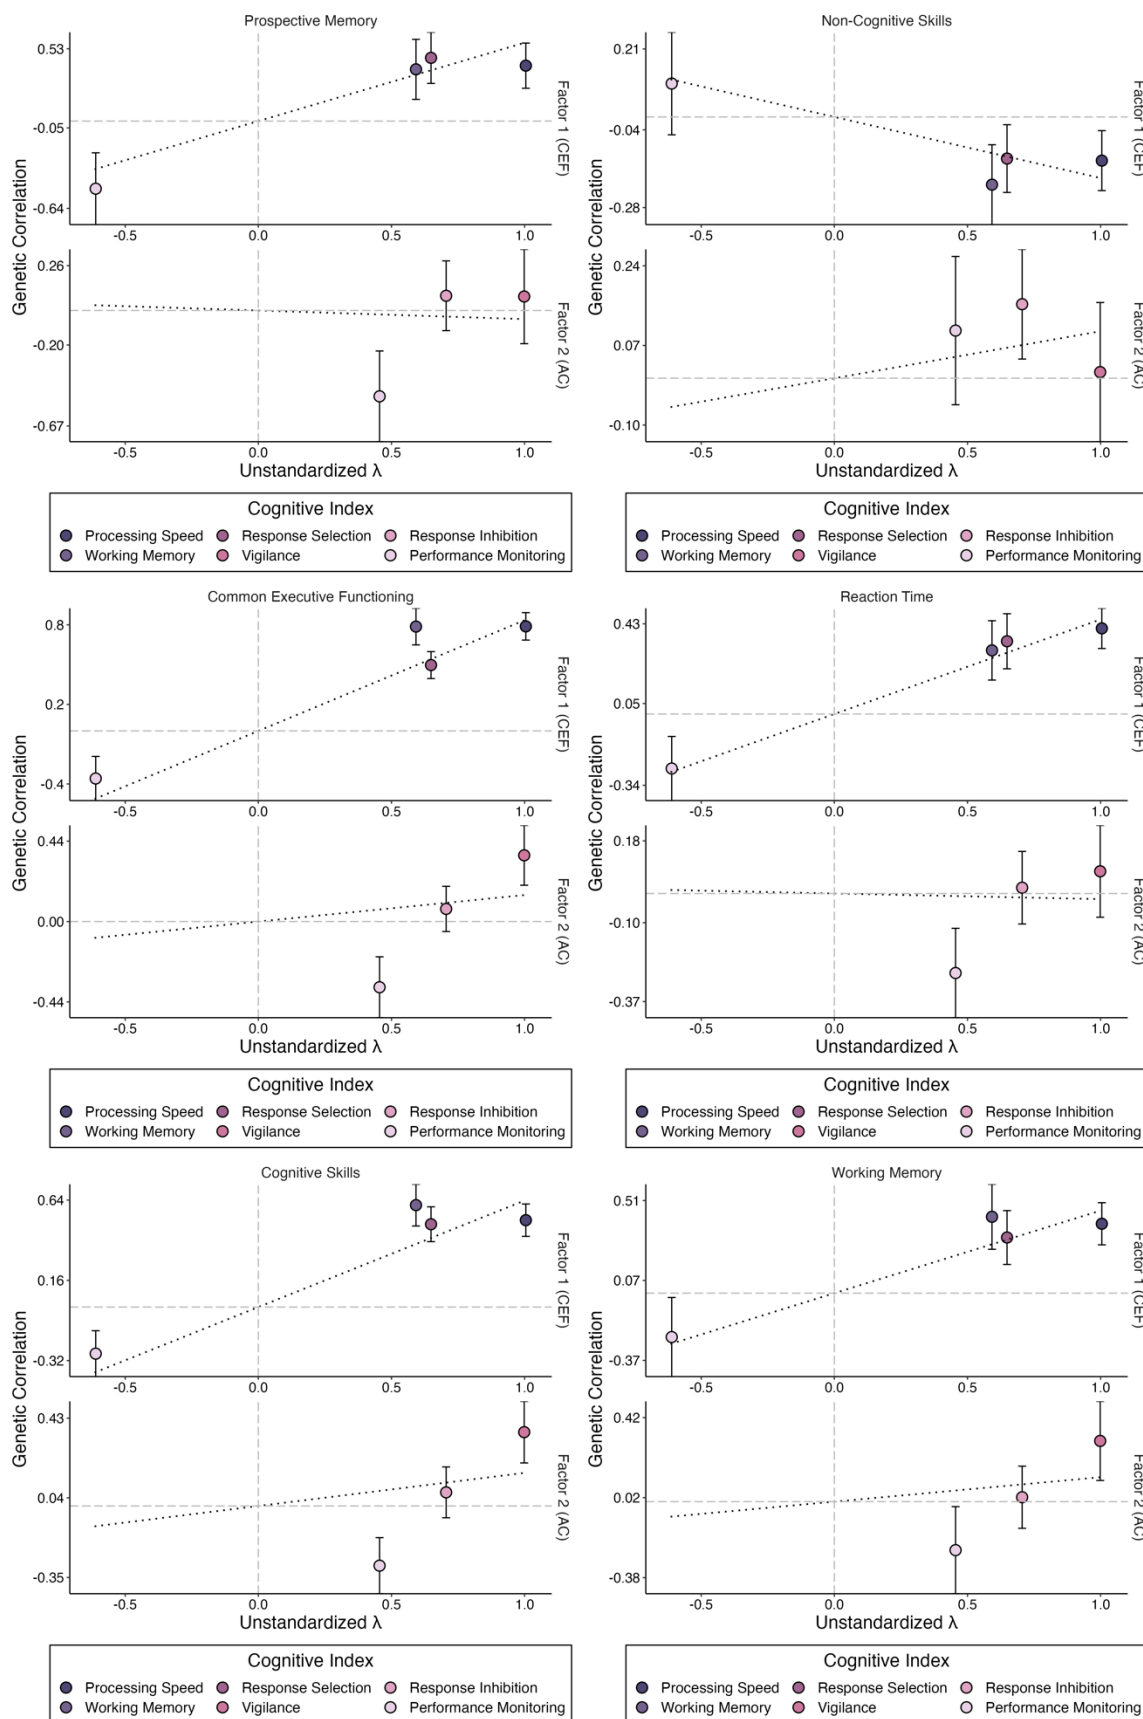 Prospective Memory
Genetic Correlation
0.53
-0.05
-0.64
Factor 1 (CEF)
-0.5 0.0 0.5 1.0
0.26
-0.20
-0.67
Factor 2 (AC)
-0.5 0.0 0.5 1.0
Unstandardized λ
Cognitive Index
Processing Speed Response Selection Response Inhibition
Working Memory Vigilance Performance Monitoring
Non-Cognitive Skills
Genetic Correlation
0.21
-0.04
-0.28
Factor 1 (CEF)
-0.5 0.0 0.5 1.0
0.24
0.07
-0.10
Factor 2 (AC)
-0.5 0.0 0.5 1.0
Unstandardized λ
Cognitive Index
Processing Speed Response Selection Response Inhibition
Working Memory Vigilance Performance Monitoring
Common Executive Functioning
Genetic Correlation
0.8
0.2
-0.4
Factor 1 (CEF)
-0.5 0.0 0.5 1.0
0.44
0.00
-0.44
Factor 2 (AC)
-0.5 0.0 0.5 1.0
Unstandardized λ
Cognitive Index
Processing Speed Response Selection Response Inhibition
Working Memory Vigilance Performance Monitoring
Reaction Time
Genetic Correlation
0.43
0.05
-0.34
Factor 1 (CEF)
-0.5 0.0 0.5 1.0
0.18
-0.10
-0.37
Factor 2 (AC)
-0.5 0.0 0.5 1.0
Unstandardized λ
Cognitive Index
Processing Speed Response Selection Response Inhibition
Working Memory Vigilance Performance Monitoring
Cognitive Skills
Genetic Correlation
0.64
0.16
-0.32
Factor 1 (CEF)
-0.5 0.0 0.5 1.0
0.43
0.04
-0.35
Factor 2 (AC)
-0.5 0.0 0.5 1.0
Unstandardized λ
Cognitive Index
Processing Speed Response Selection Response Inhibition
Working Memory Vigilance Performance Monitoring
Working Memory
Genetic Correlation
0.51
0.07
-0.37
Factor 1 (CEF)
-0.5 0.0 0.5 1.0
0.42
0.02
-0.38
Factor 2 (AC)
-0.5 0.0 0.5 1.0
Unstandardized λ
Cognitive Index
Processing Speed Response Selection Response Inhibition
Working Memory Vigilance Performance Monitoring